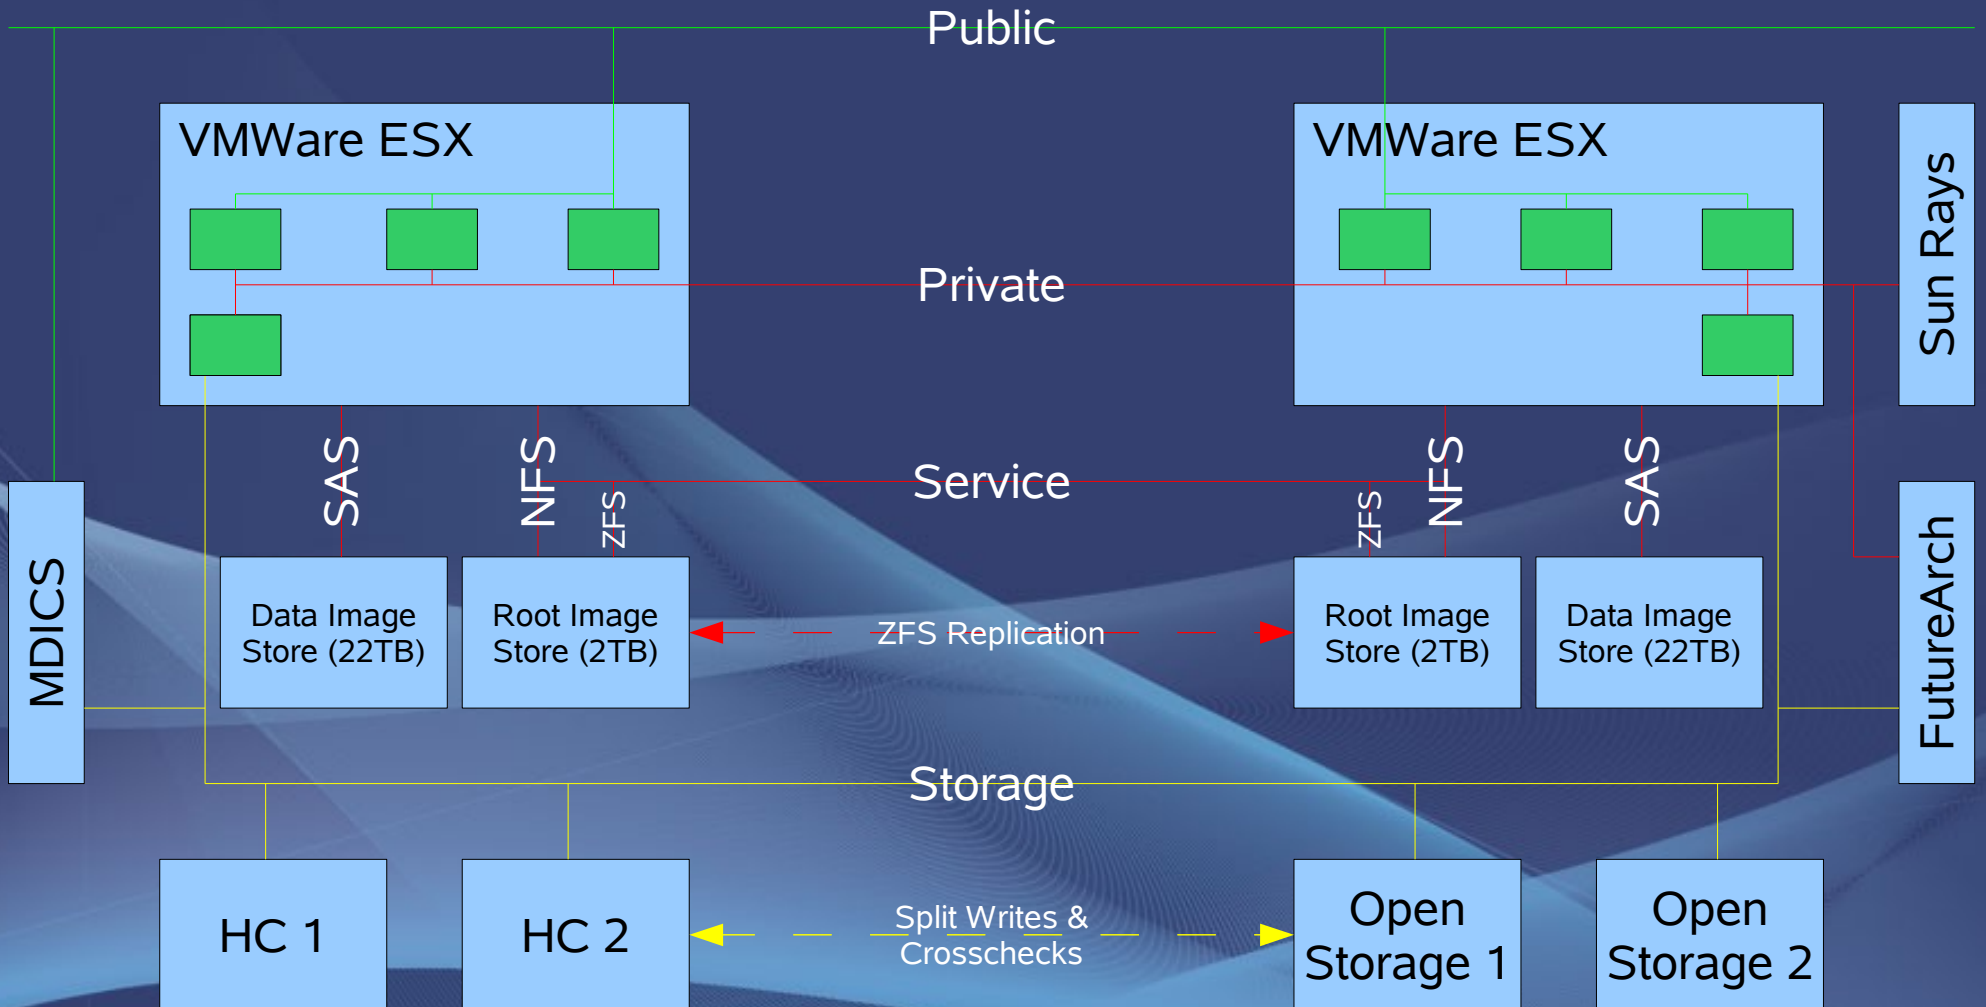 Public
VMWare ESX
VMWare ESX
Sun Rays
Private
SAS
NFS
ZFS
Service
ZFS
NFS
SAS
MDICS
Data Image
Store (22TB)
Root Image
Store (2TB)
ZFS Replication
Root Image
Store (2TB)
Data Image
Store (22TB)
FutureArch
Storage
HC 1
HC 2
Split Writes &
Crosschecks
Open
Storage 1
Open
Storage 2